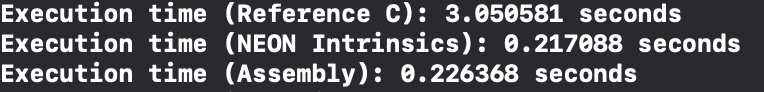 Execution time (Reference C): 3.050581 seconds
Execution time (NEON Intrinsics): 0.217088 seconds
Execution time (Assembly): 0.226368 seconds